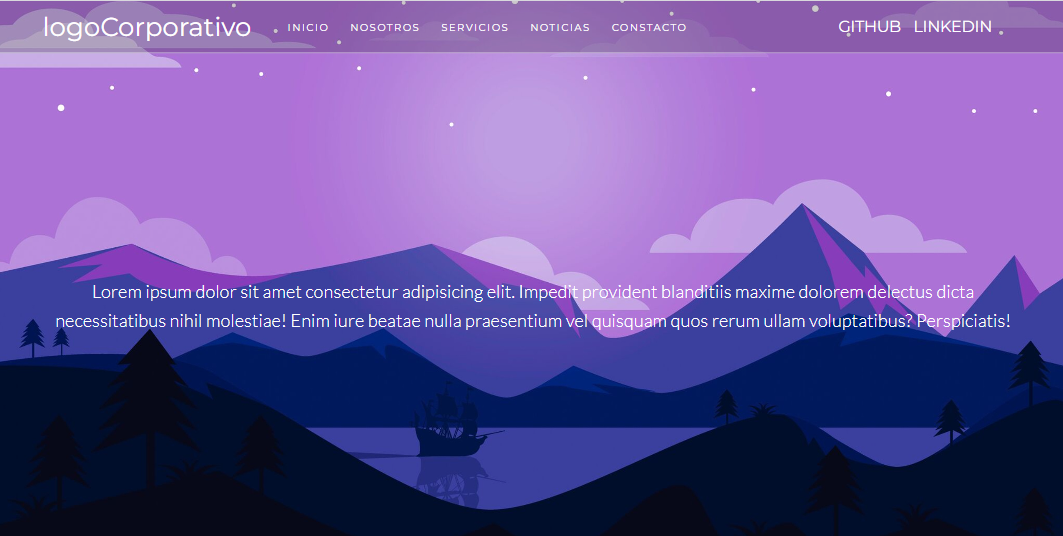 logoCorporativo INICIO NOSOTROS SERVICIOS NOTICIAS CONTACTO GITHUB LINKEDIN
Lorem ipsum dolor sit amet consectetur adipisicing elit. Impedit provident blanditiis maxime dolorem delectus dicta
necessitatibus nihil molestiae! Enim iure beatae nulla praesentium vel quisquam quos rerum ullam voluptatibus? Perspiciatis!